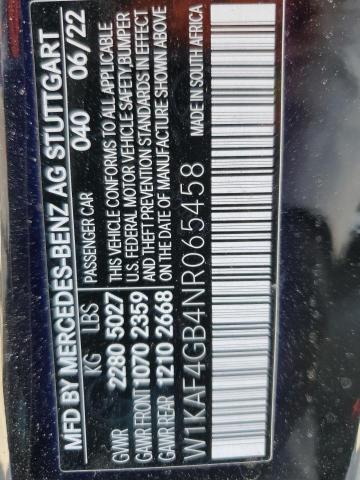 MFD BY MERCEDES-BENZ AG STUTTGART
040 06/22
KG LBS PASSENGER CAR
GVWR 2280 5027 THIS VEHICLE CONFORMS TO ALL APPLICABLE
GAWR FRONT 1070 2359 U.S. FEDERAL MOTOR VEHICLE SAFETY, BUMPER
GAWR REAR 1210 2668 AND THEFT PREVENTION STANDARDS IN EFFECT
ON THE DATE OF MANUFACTURE SHOWN ABOVE
W1KAF4GB4NR065458 MADE IN SOUTH AFRICA